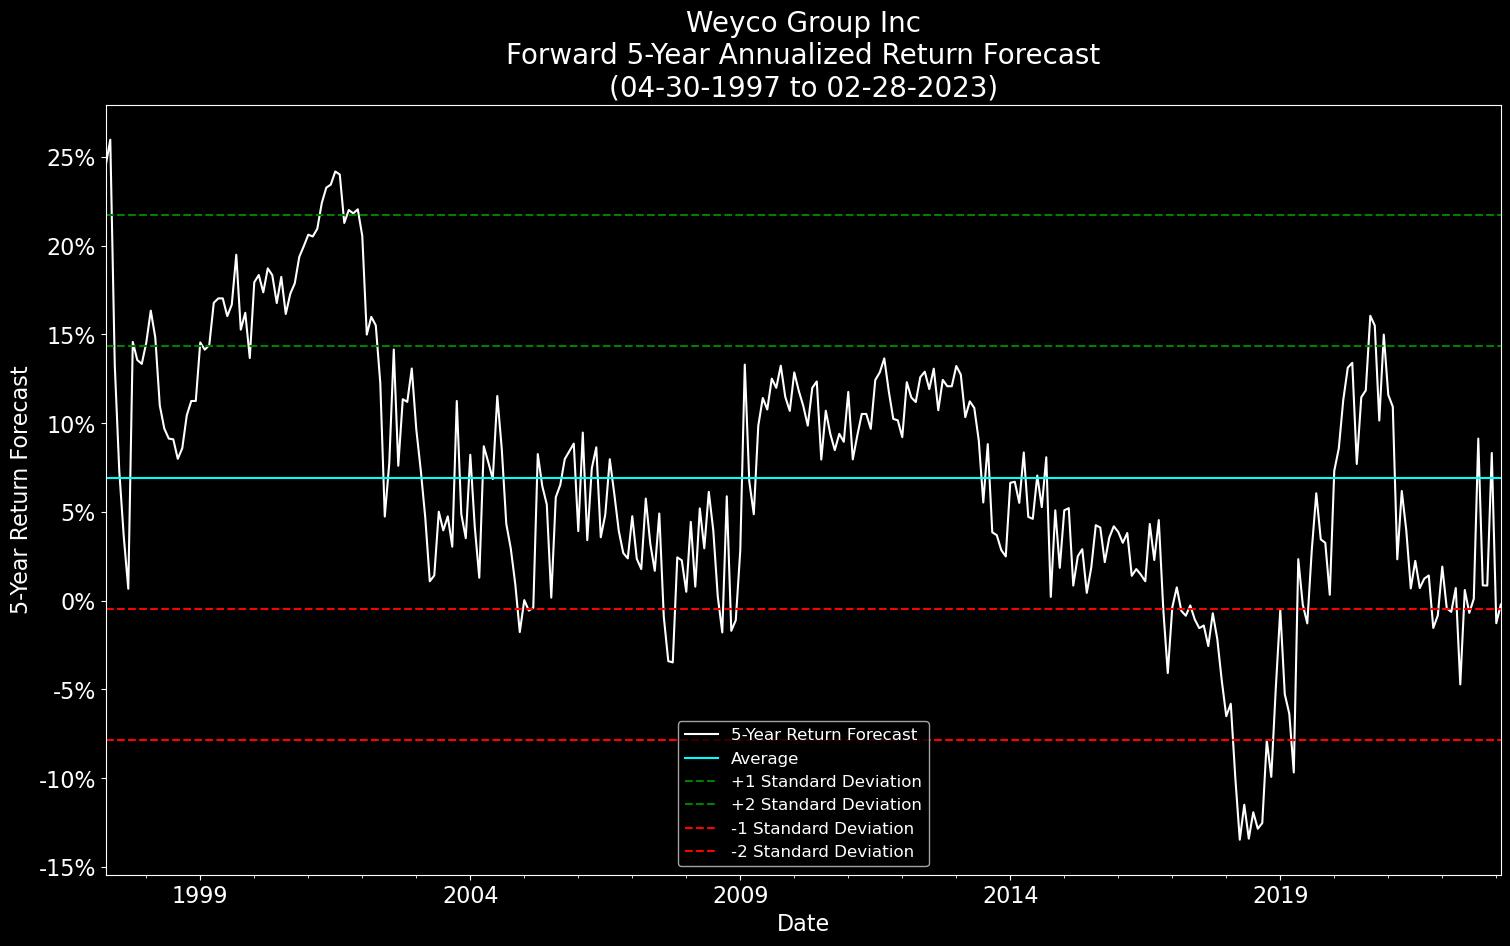 Weyco Group Inc
Forward 5-Year Annualized Return Forecast
(04-30-1997 to 02-28-2023)
5-Year Return Forecast
25%
20%
15%
10%
5%
0%
-5%
-10%
-15%
5-Year Return Forecast
Average
+1 Standard Deviation
+2 Standard Deviation
-1 Standard Deviation
-2 Standard Deviation
1999
2004
2009
2014
2019
Date